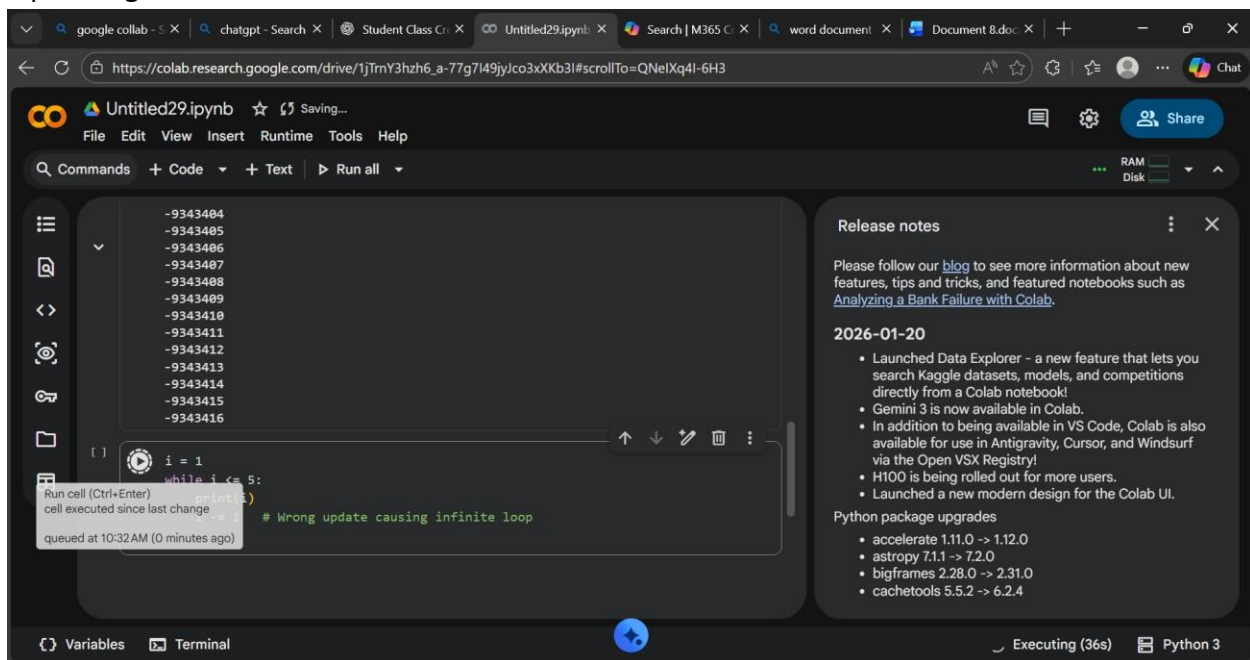 google collab - S
chatgpt - Search
Student Class Cr
Untitled29.ipynb
Search | M365 C
word document
Document 8.doc
https://colab.research.google.com/drive/1jTrnY3hzh6_a-77g7I49jyJco3xXKb3I#scrollTo=QNeIXq4I-6H3
Chat
Untitled29.ipynb Saving...
File Edit View Insert Runtime Tools Help
Share
Commands + Code + Text Run all
RAM
Disk
-9343404
-9343405
-9343406
-9343407
-9343408
-9343409
-9343410
-9343411
-9343412
-9343413
-9343414
-9343415
-9343416
[ ]
i = 1
while i <= 5:
print(i)
# Wrong update causing infinite loop
Run cell (Ctrl+Enter)
cell executed since last change
queued at 10:32 AM (0 minutes ago)
Release notes
Please follow our blog to see more information about new
features, tips and tricks, and featured notebooks such as
Analyzing a Bank Failure with Colab.
2026-01-20
• Launched Data Explorer - a new feature that lets you
search Kaggle datasets, models, and competitions
directly from a Colab notebook!
• Gemini 3 is now available in Colab.
• In addition to being available in VS Code, Colab is also
available for use in Antigravity, Cursor, and Windsurf
via the Open VSX Registry!
• H100 is being rolled out for more users.
• Launched a new modern design for the Colab UI.
Python package upgrades
• accelerate 1.11.0 -> 1.12.0
• astropy 7.1.1 -> 7.2.0
• bigframes 2.28.0 -> 2.31.0
• cachetools 5.5.2 -> 6.2.4
Variables Terminal
Executing (36s) Python 3